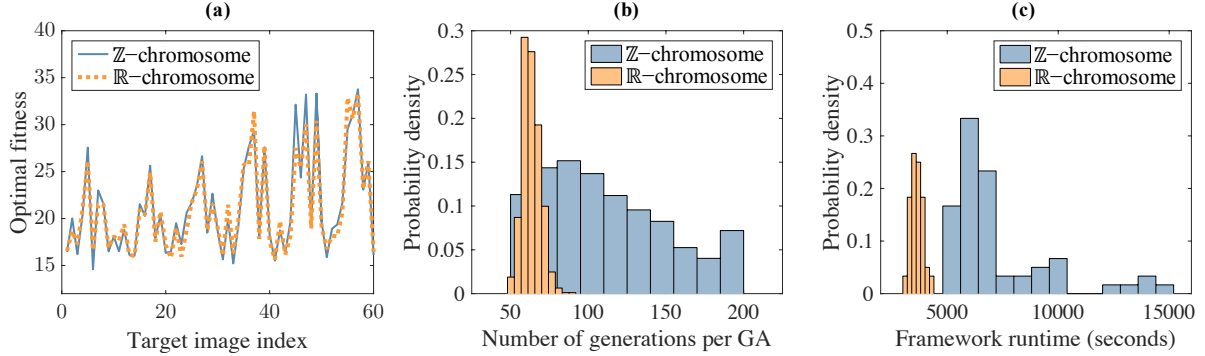 (a)
40
35
30
25
20
15
0
20
40
60
Optimal fitness
Target image index
ℤ−chromosome
ℝ−chromosome
(b)
0.3
0.25
0.2
0.15
0.1
0.05
0
50
100
150
200
Probability density
Number of generations per GA
ℤ−chromosome
ℝ−chromosome
(c)
0.5
0.4
0.3
0.2
0.1
0
5000
10000
15000
Probability density
Framework runtime (seconds)
ℤ−chromosome
ℝ−chromosome